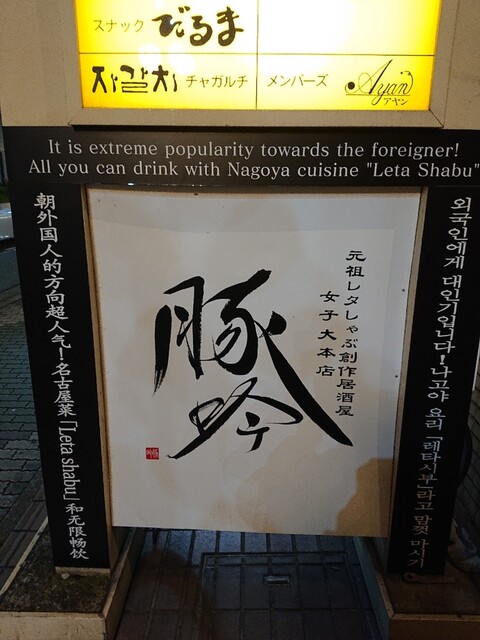 スナック だるま
자갈치 チャガルチ
メンバーズ Ayan アヤン
It is extreme popularity towards the foreigner!
All you can drink with Nagoya cuisine "Leta Shabu"
朝外国人的方向超人气!名古屋菜「Leta shabu」和无限畅饮
元祖レタしゃぶ創作居酒屋
女子大本店
豚吟
외국인에게 대인기입니다!나고야 요리「레타시부」라고 맘껏 마시기